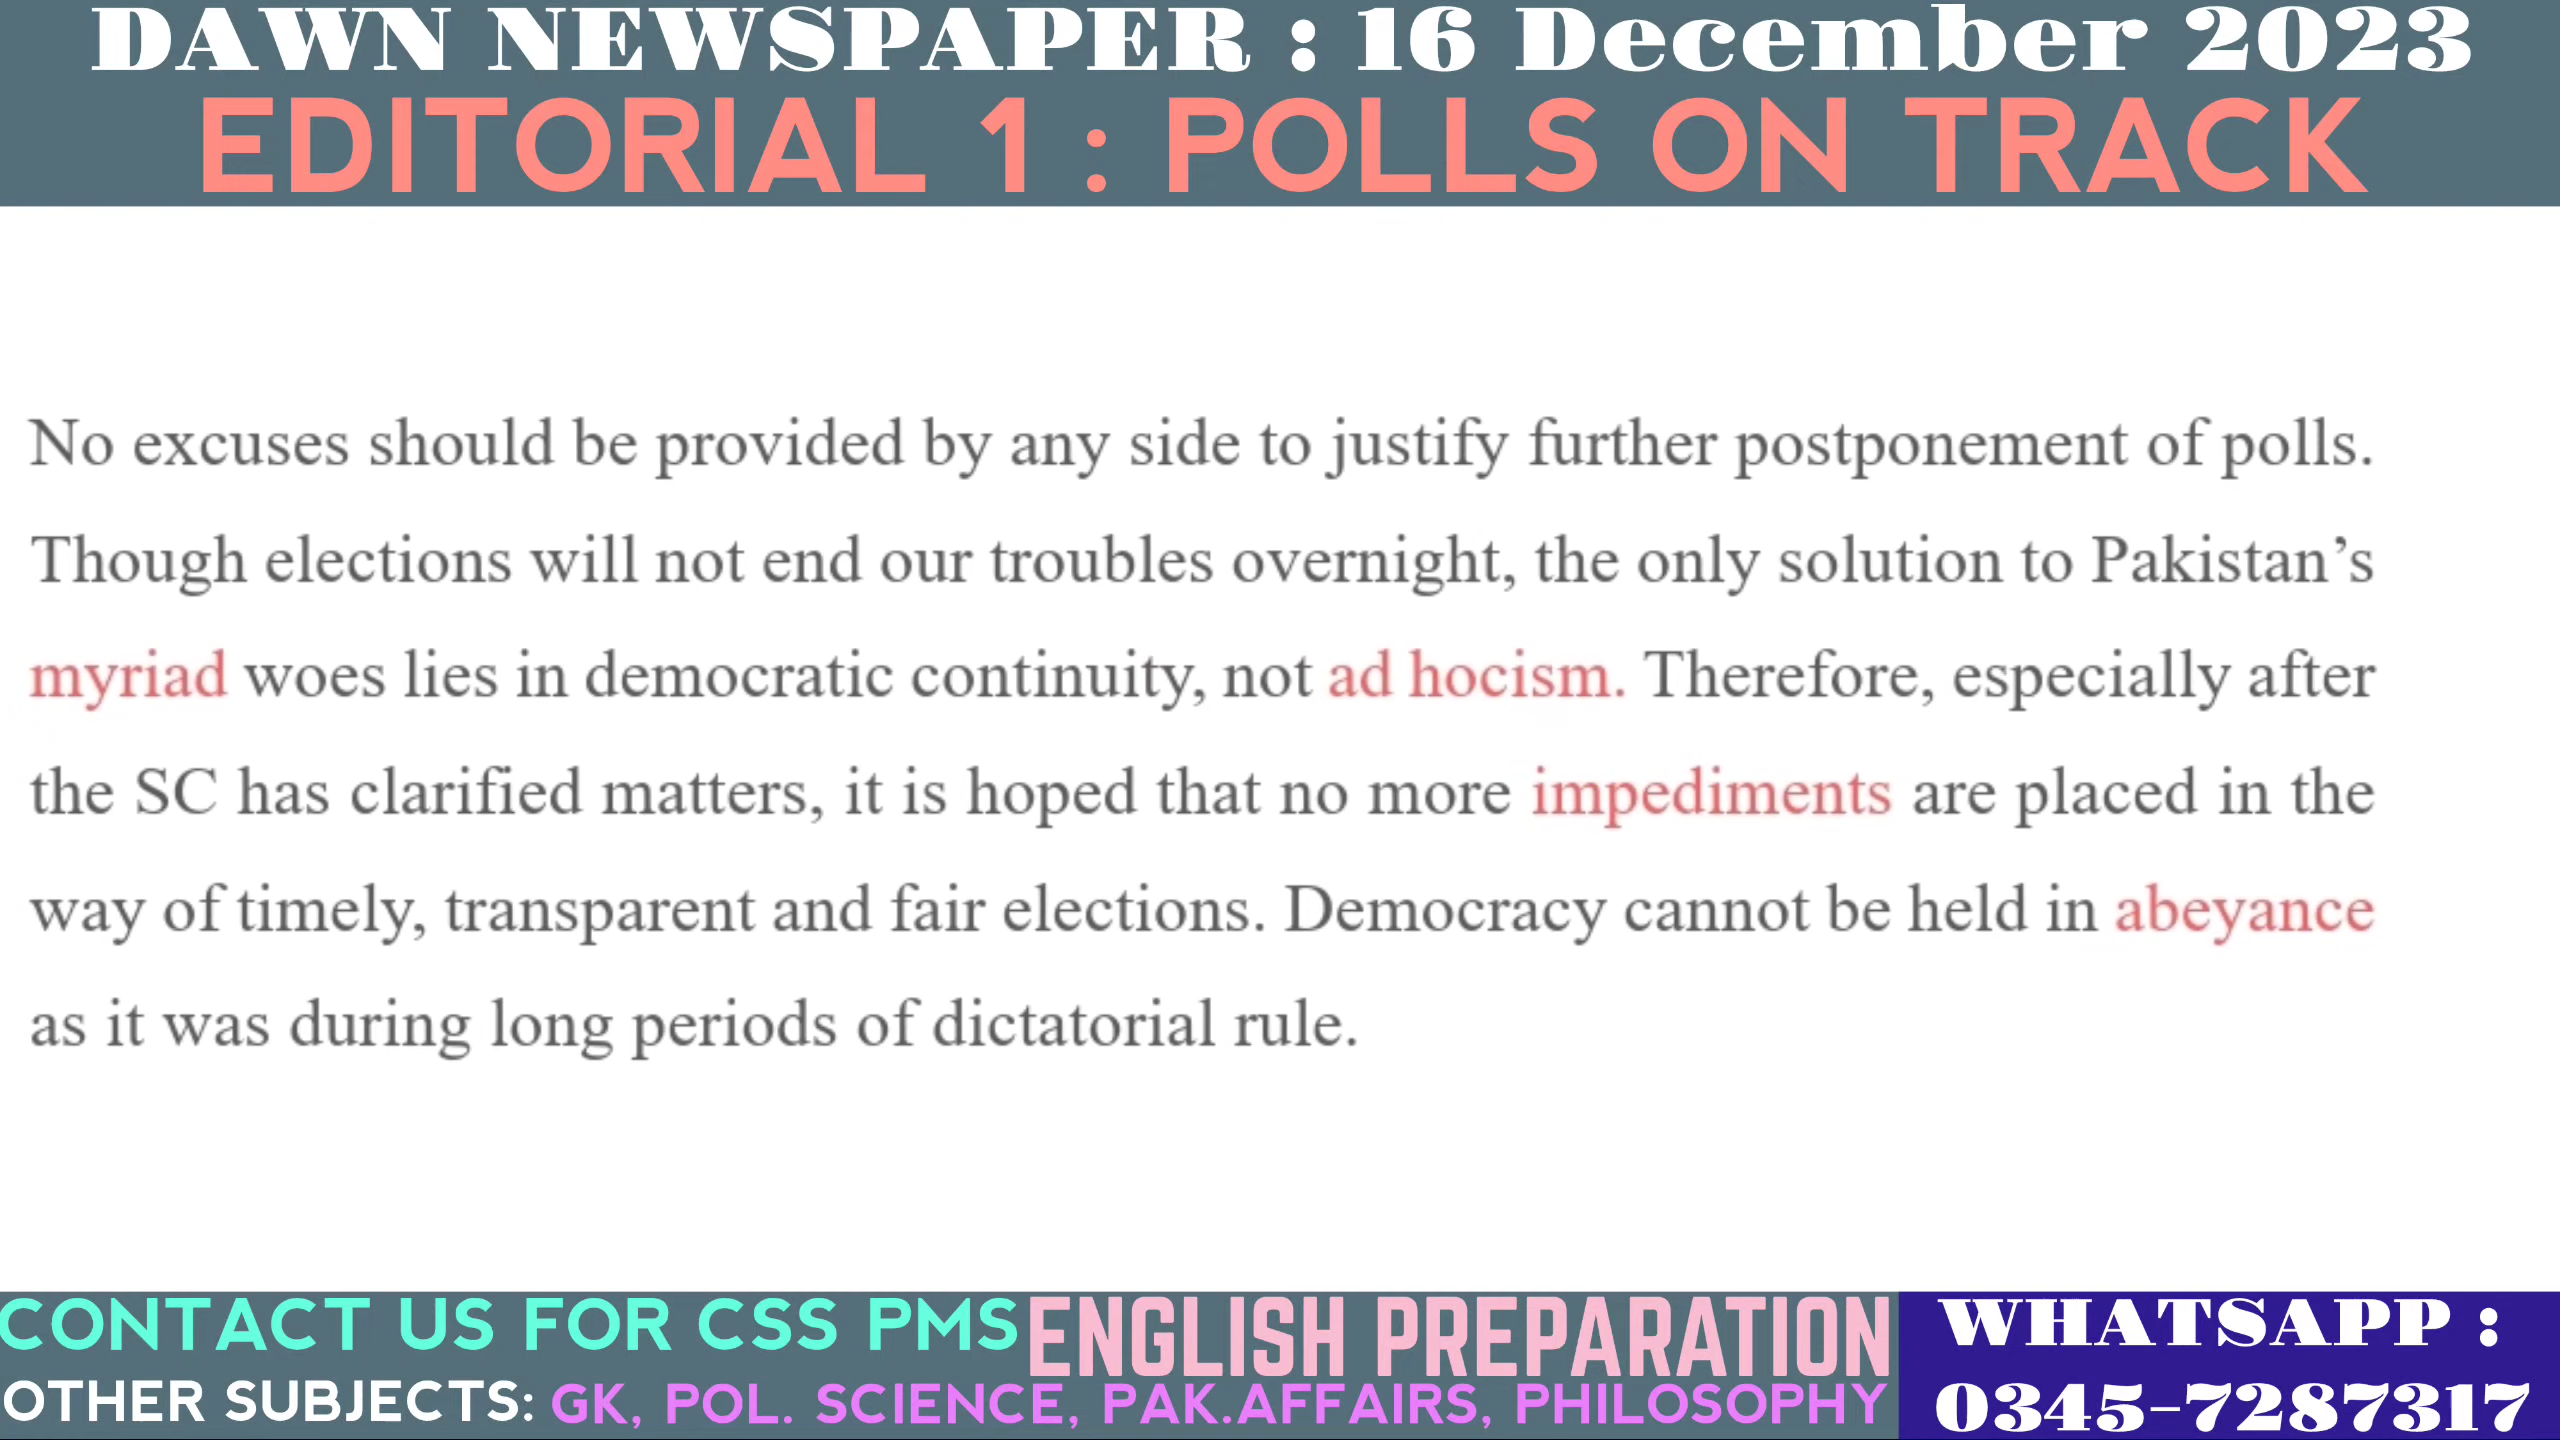 DAWN NEWSPAPER : 16 December 2023
EDITORIAL 1 : POLLS ON TRACK
No excuses should be provided by any side to justify further postponement of polls.
Though elections will not end our troubles overnight, the only solution to Pakistan’s
myriad woes lies in democratic continuity, not ad hocism. Therefore, especially after
the SC has clarified matters, it is hoped that no more impediments are placed in the
way of timely, transparent and fair elections. Democracy cannot be held in abeyance
as it was during long periods of dictatorial rule.
CONTACT US FOR CSS PMS ENGLISH PREPARATION
OTHER SUBJECTS: GK, POL. SCIENCE, PAK.AFFAIRS, PHILOSOPHY
WHATSAPP :
0345-7287317